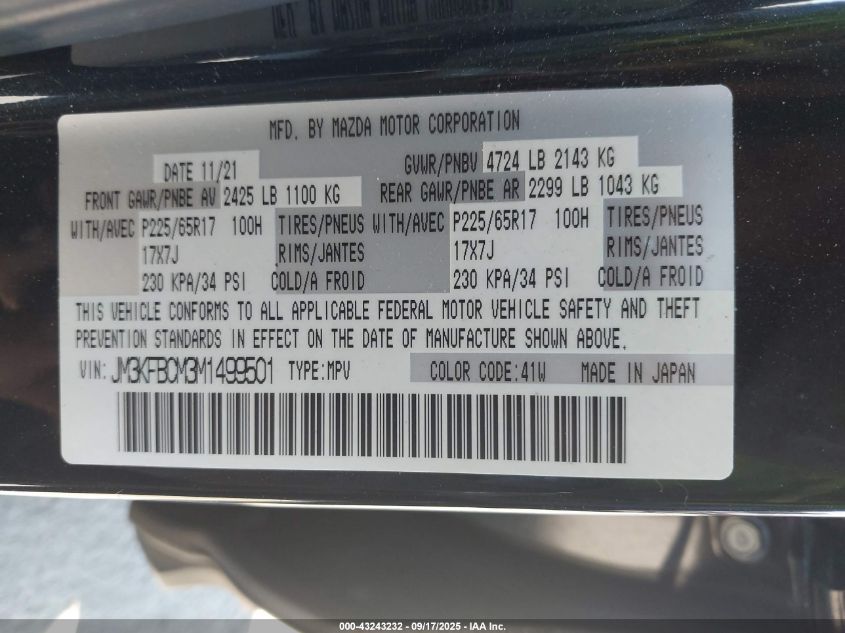 MFD. BY MAZDA MOTOR CORPORATION
DATE 11/21 GVWR/PNBV 4724 LB 2143 KG
FRONT GAWR/PNBE AV 2425 LB 1100 KG REAR GAWR/PNBE AR 2299 LB 1043 KG
WITH/AVEC P225/65R17 100H TIRES/PNEUS WITH/AVEC P225/65R17 100H TIRES/PNEUS
17X7J RIMS/JANTES 17X7J RIMS/JANTES
230 KPA/34 PSI COLD/A FROID 230 KPA/34 PSI COLD/A FROID
THIS VEHICLE CONFORMS TO ALL APPLICABLE FEDERAL MOTOR VEHICLE SAFETY AND THEFT
PREVENTION STANDARDS IN EFFECT ON THE DATE OF MANUFACTURE SHOWN ABOVE.
VIN: JM3KFBCM3M1499501 TYPE:MPV COLOR CODE:41W MADE IN JAPAN
000-43243232 - 09/17/2025 - IAA Inc.